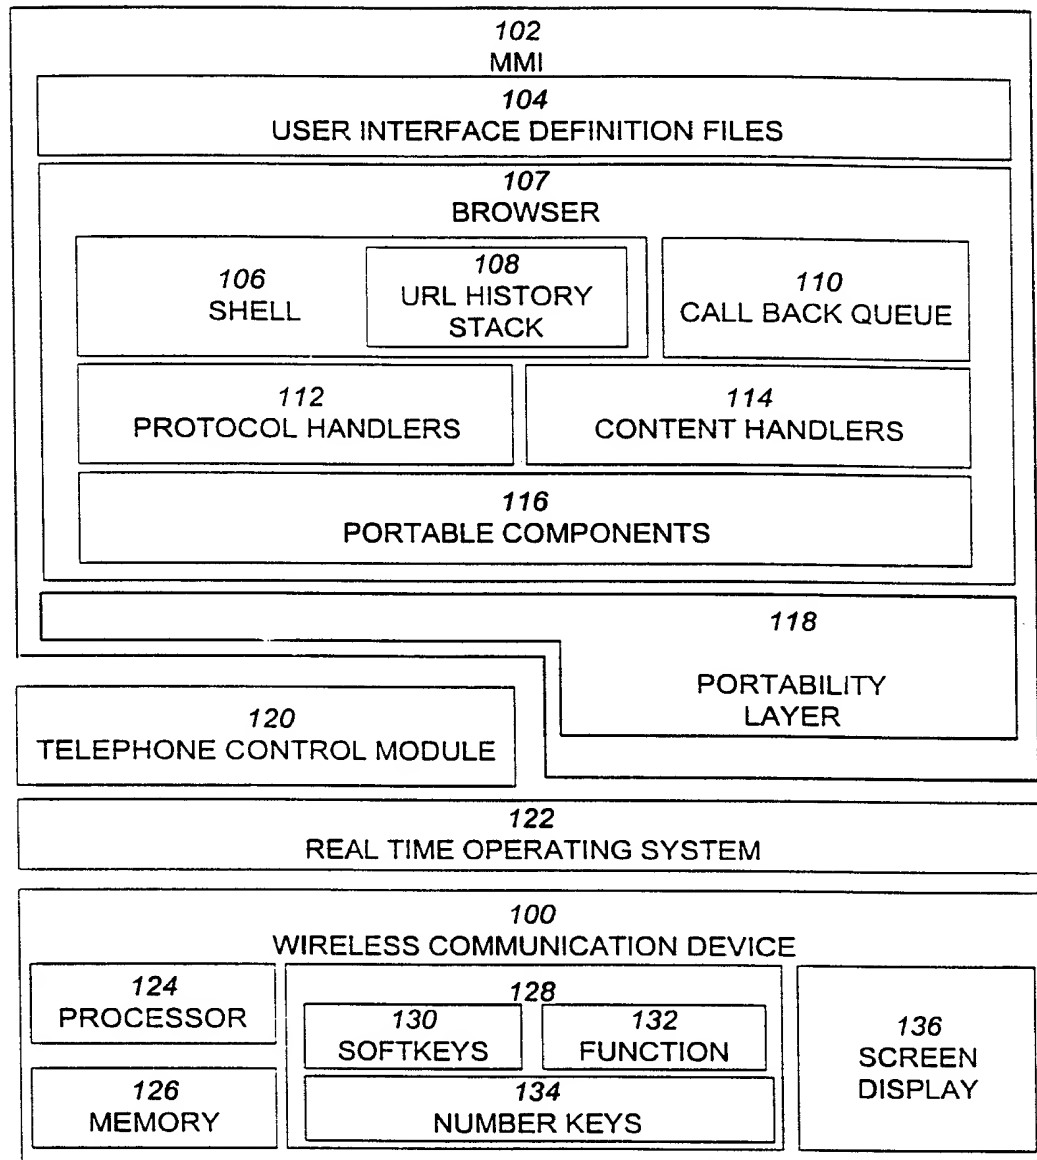 102
MMI
104
USER INTERFACE DEFINITION FILES
107
BROWSER
106
SHELL
108
URL HISTORY
STACK
110
CALL BACK QUEUE
112
PROTOCOL HANDLERS
114
CONTENT HANDLERS
116
PORTABLE COMPONENTS
118
PORTABILITY
LAYER
120
TELEPHONE CONTROL MODULE
122
REAL TIME OPERATING SYSTEM
100
WIRELESS COMMUNICATION DEVICE
124
PROCESSOR
126
MEMORY
128
130
SOFTKEYS
132
FUNCTION
134
NUMBER KEYS
136
SCREEN
DISPLAY